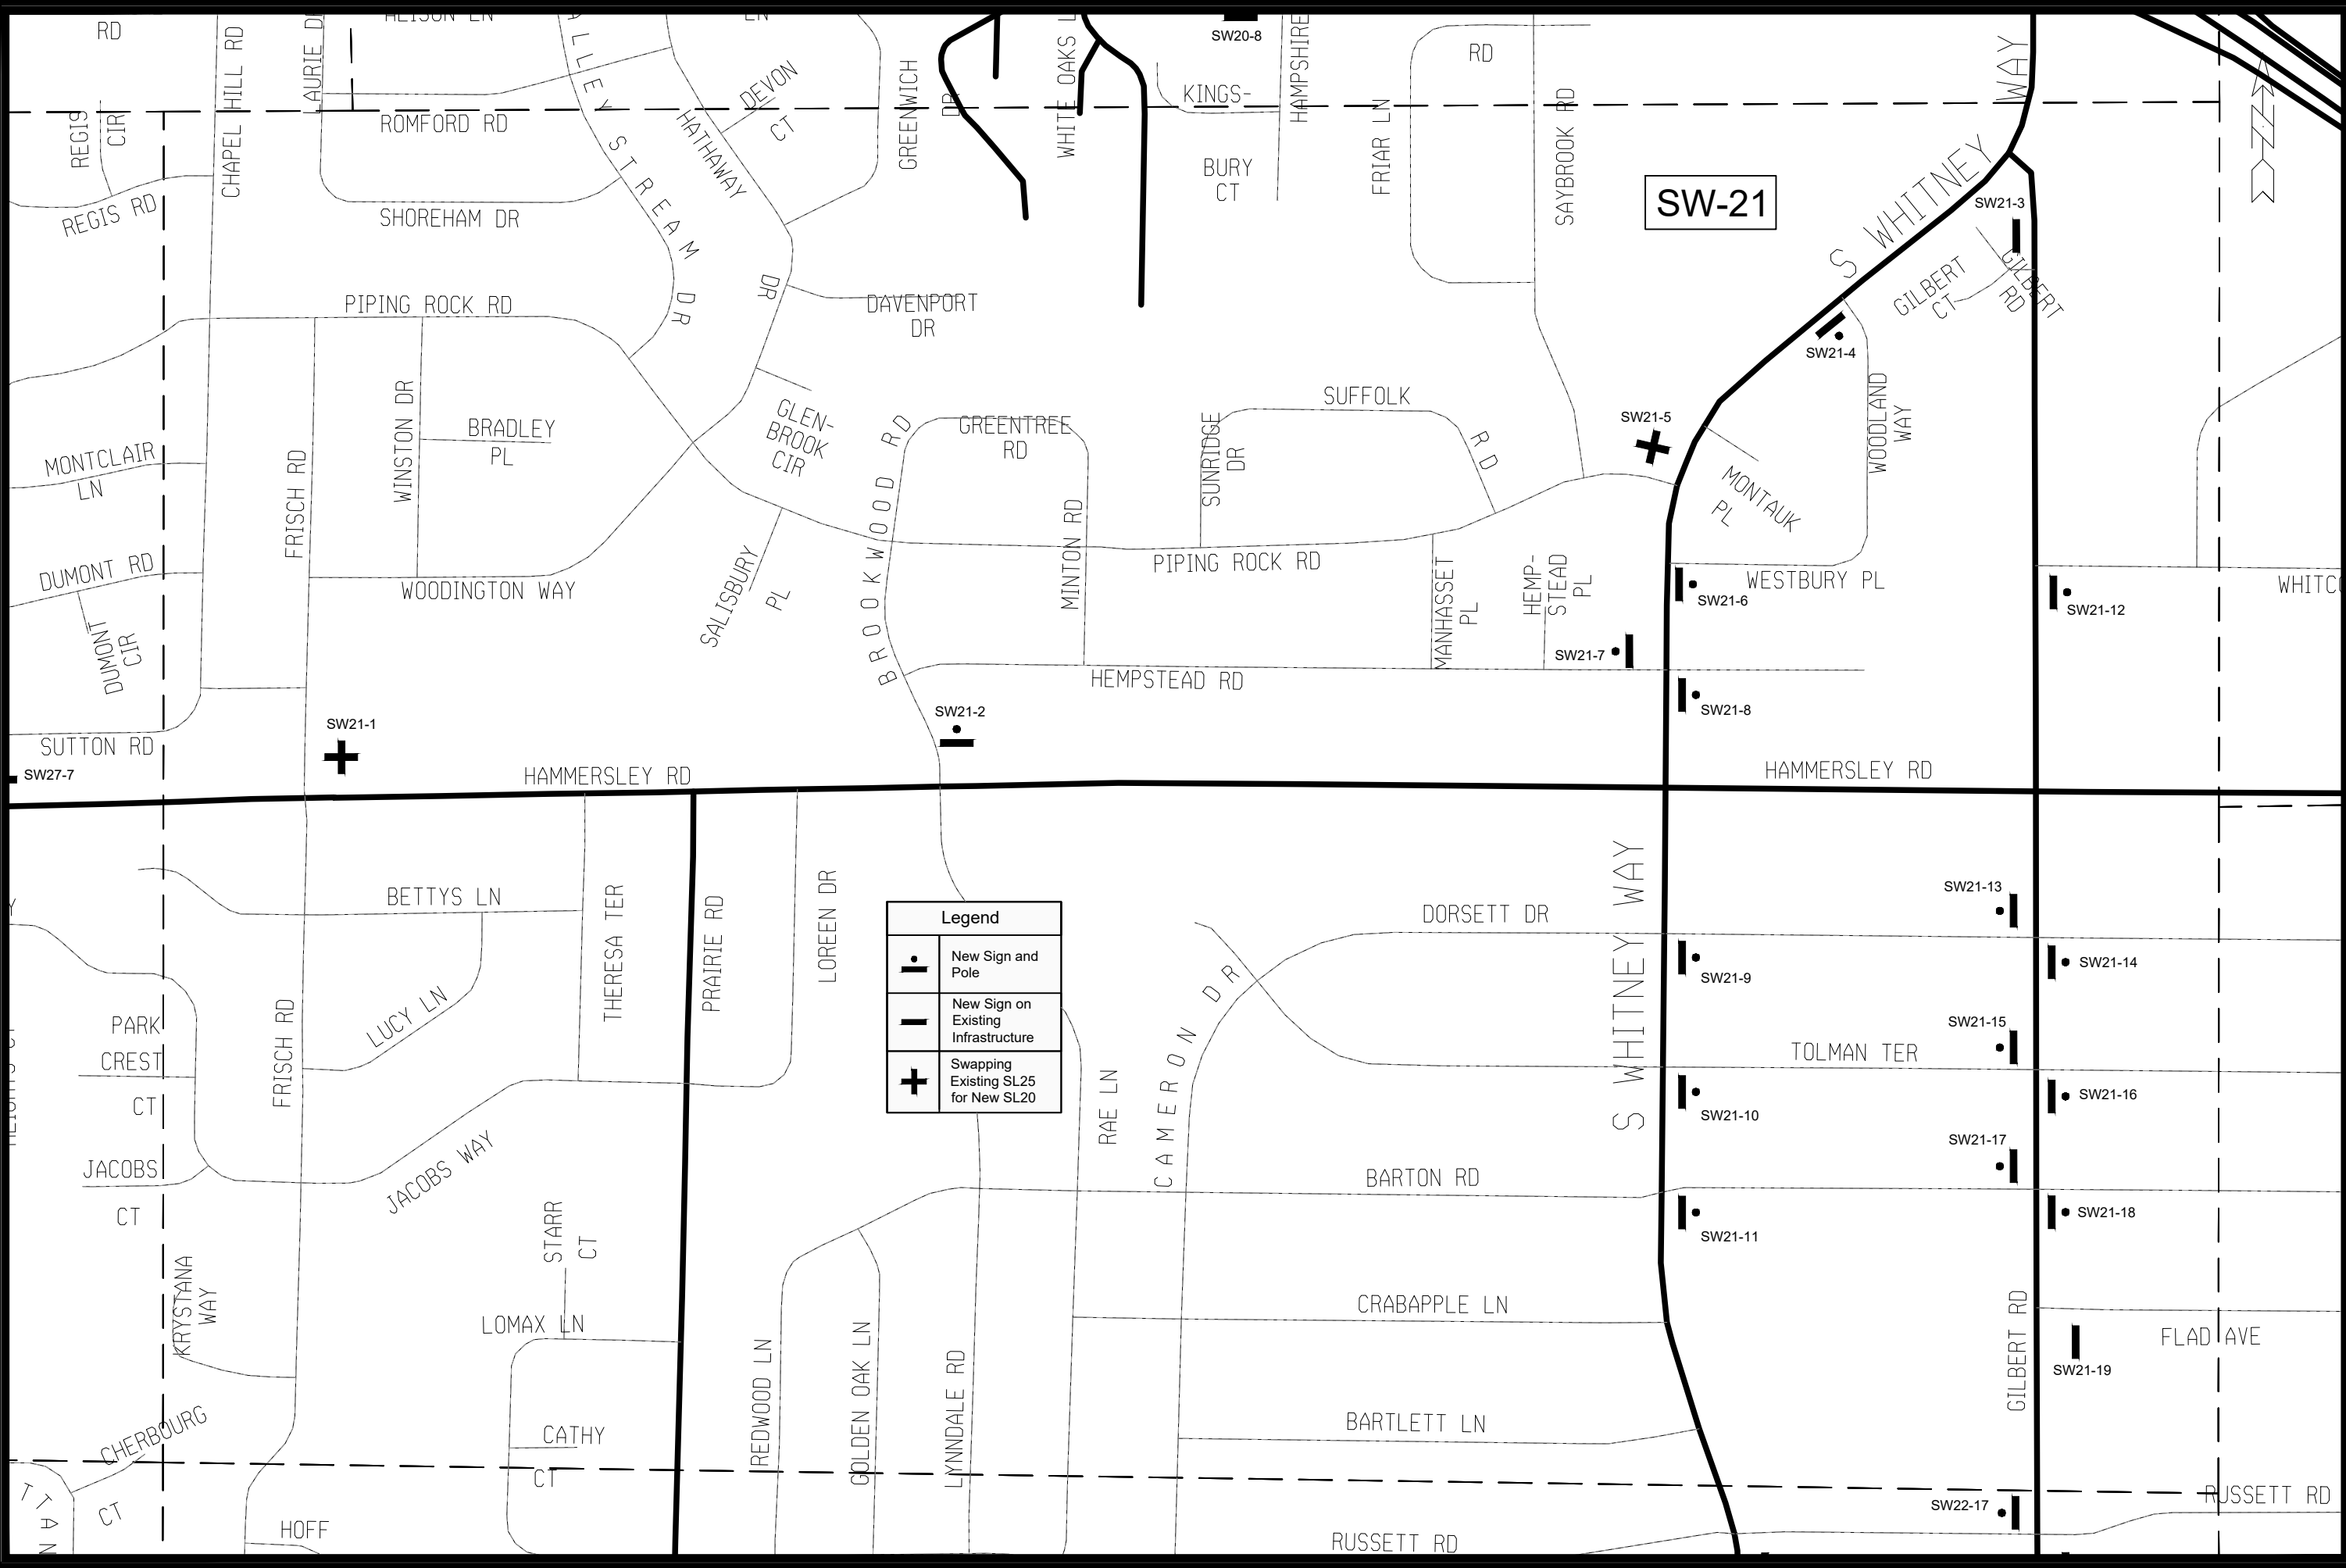 RD
CHAPEL HILL RD
LAURIE
ALLEY STREAM DR
DEVON
CT
GREENWICH
DR
WHITE OAKS
SW20-8
KINGS-
BURY
CT
HAMPSHIRE
FRIAR LN
RD
SAYBROOK RD
S WHITNEY WAY
REGIS
CIR
REGIS RD
ROMFORD RD
SHOREHAM DR
HATHAWAY
DR
SW-21
SW21-3
GILBERT
CT
GILBERT
RD
PIPING ROCK RD
DAVENPORT
DR
SW21-4
WINSTON DR
BRADLEY
PL
GLEN-
BROOK
CIR
BROOKWOOD RD
GREENTREE
RD
SUNRIDGE
DR
SUFFOLK
RD
SW21-5
WOODLAND
WAY
MONTAUK
PL
MONTCLAIR
LN
FRISCH RD
DUMONT RD
DUMONT
CIR
WOODINGTON WAY
SALISBURY
PL
MINTON RD
PIPING ROCK RD
MANHASSET
PL
HEMP-
STEAD
PL
WESTBURY PL
SW21-6
SW21-12
SW21-7
HEMPSTEAD RD
SW21-8
SW21-1
SW21-2
SUTTON RD
SW27-7
HAMMERSLEY RD
HAMMERSLEY RD
BETTYS LN
LUCY LN
THERESA TER
PRAIRIE RD
LOREEN DR
Legend
New Sign and
Pole
New Sign on
Existing
Infrastructure
Swapping
Existing SL25
for New SL20
DORSETT DR
S WHITNEY WAY
SW21-13
SW21-9
SW21-14
PARK
CREST
CT
FRISCH RD
RAE LN
CAMERON DR
SW21-15
TOLMAN TER
SW21-10
SW21-16
JACOBS
CT
JACOBS WAY
BARTON RD
SW21-17
SW21-11
SW21-18
STARR
CT
KRYSTANA
WAY
LOMAX LN
REDWOOD LN
GOLDEN OAK LN
LYNNDALE RD
CRABAPPLE LN
GILBERT RD
FLAD AVE
SW21-19
CHERBOURG
CT
CATHY
CT
BARTLETT LN
TTAN
HOFF
RUSSETT RD
SW22-17
RUSSETT RD